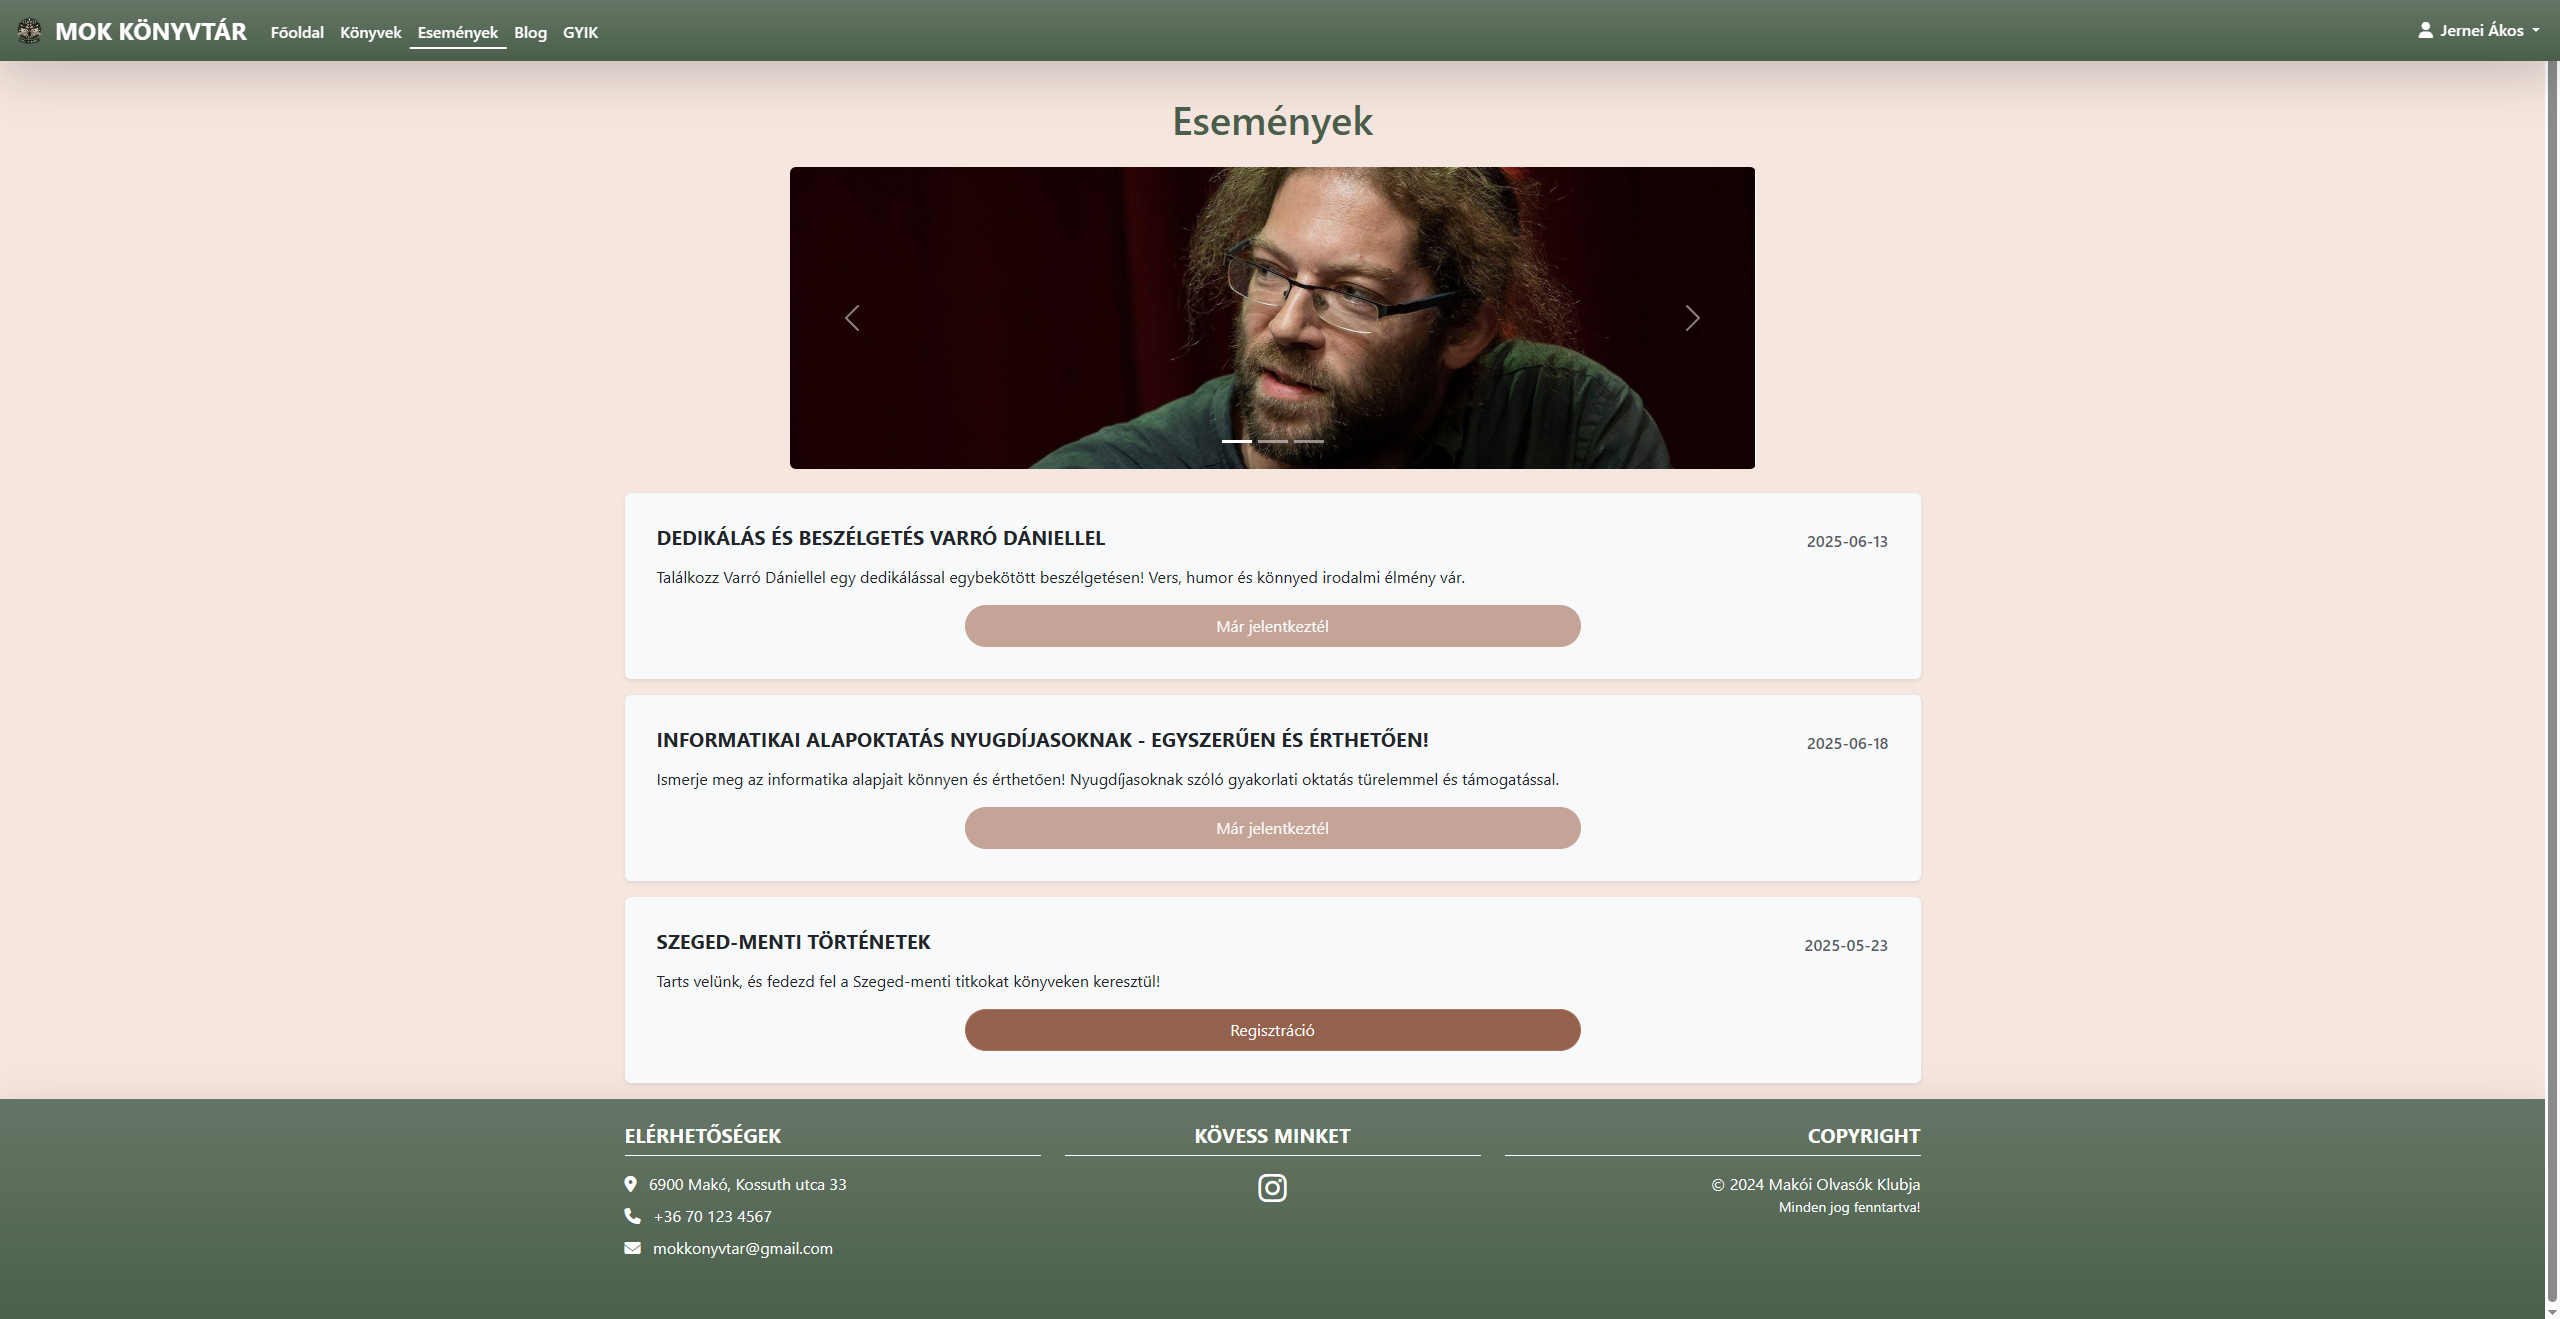 MOK KÖNYVTÁR Főoldal Könyvek Események Blog GYIK Jernei Ákos
Események
DEDIKÁLÁS ÉS BESZÉLGETÉS VARRÓ DÁNIELLEL 2025-06-13
Találkozz Varró Dániellel egy dedikálással egybekötött beszélgetésen! Vers, humor és könnyed irodalmi élmény vár.
Már jelentkeztél
INFORMATIKAI ALAPOKTATÁS NYUGDÍJASOKNAK - EGYSZERŰEN ÉS ÉRTHETŐEN! 2025-06-18
Ismerje meg az informatika alapjait könnyen és érthetően! Nyugdíjasoknak szóló gyakorlati oktatás türelemmel és támogatással.
Már jelentkeztél
SZEGED-MENTI TÖRTÉNETEK 2025-05-23
Tarts velünk, és fedezd fel a Szeged-menti titkokat könyveken keresztül!
Regisztráció
ELÉRHETŐSÉGEK
6900 Makó, Kossuth utca 33
+36 70 123 4567
mokkonyvtar@gmail.com
KÖVESS MINKET
COPYRIGHT
© 2024 Makói Olvasók Klubja
Minden jog fenntartva!